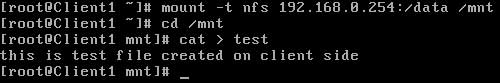 [root@Client1 ~]# mount -t nfs 192.168.0.254:/data /mnt
[root@Client1 ~]# cd /mnt
[root@Client1 mnt]# cat > test
this is test file created on client side
[root@Client1 mnt]# _